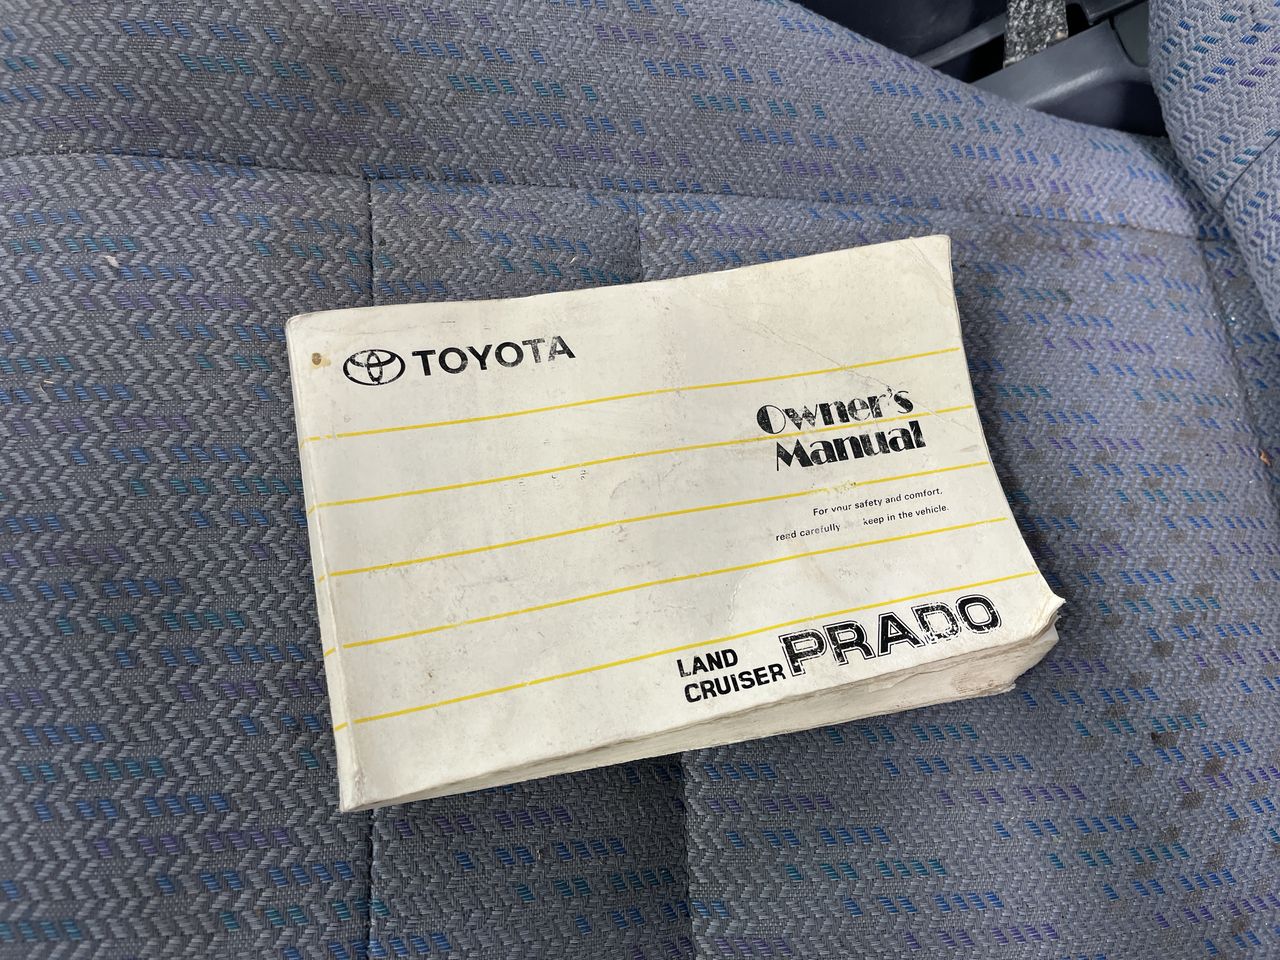 TOYOTA
Owner's
Manual
For your safety and comfort,
read carefully keep in the vehicle.
LAND
CRUISER PRADO